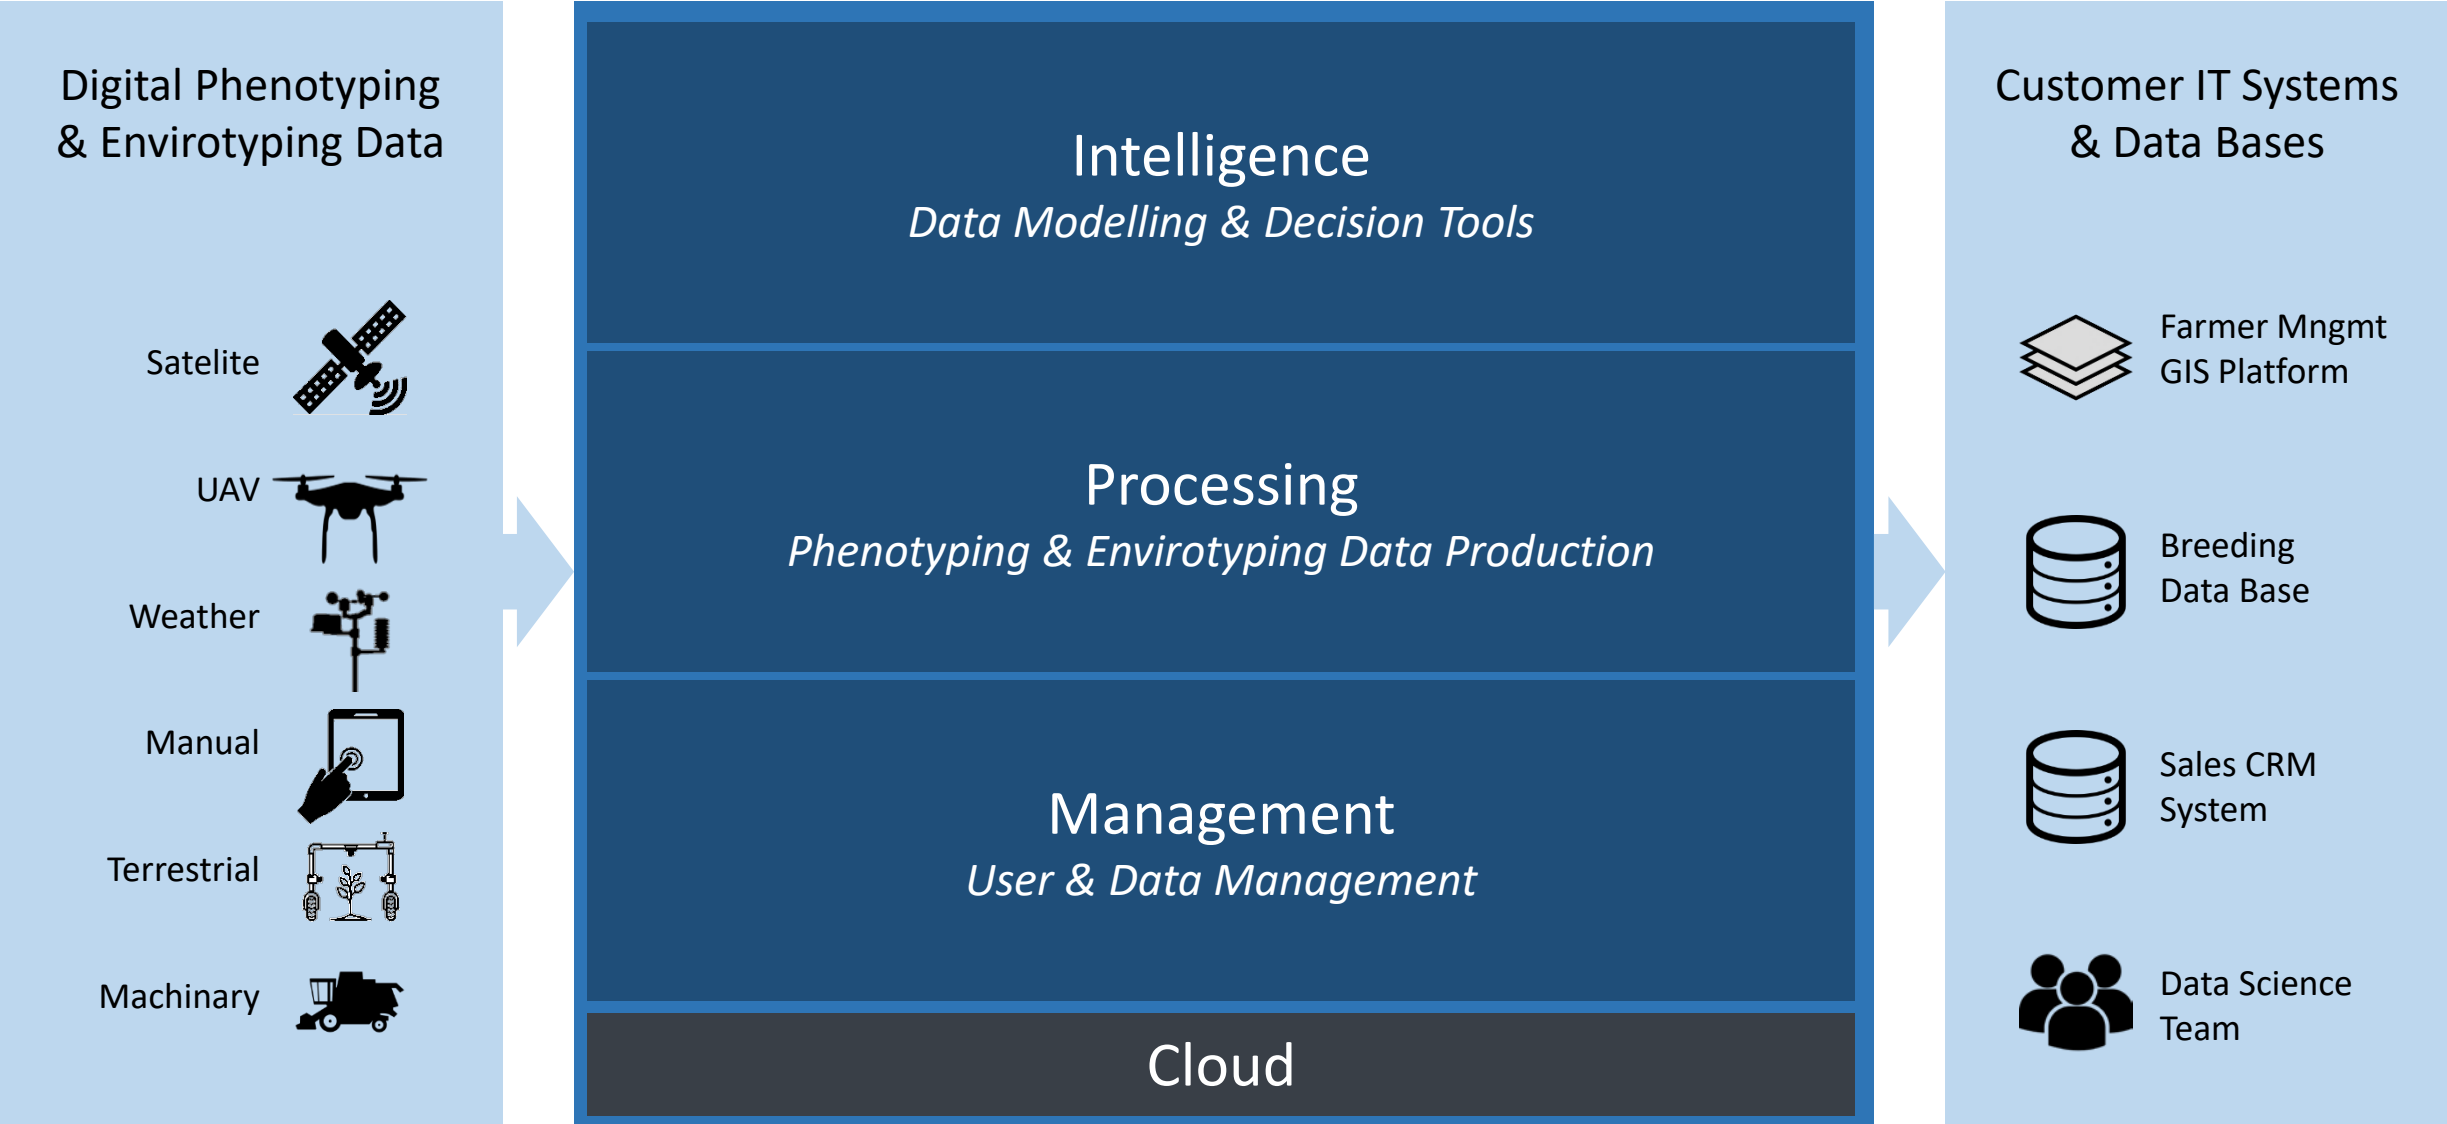 Digital Phenotyping
& Envirotyping Data
Satelite
UAV
Weather
Manual
Terrestrial
Machinary
Intelligence
Data Modelling & Decision Tools
Processing
Phenotyping & Envirotyping Data Production
Management
User & Data Management
Cloud
Customer IT Systems
& Data Bases
Farmer Mngmt
GIS Platform
Breeding
Data Base
Sales CRM
System
Data Science
Team